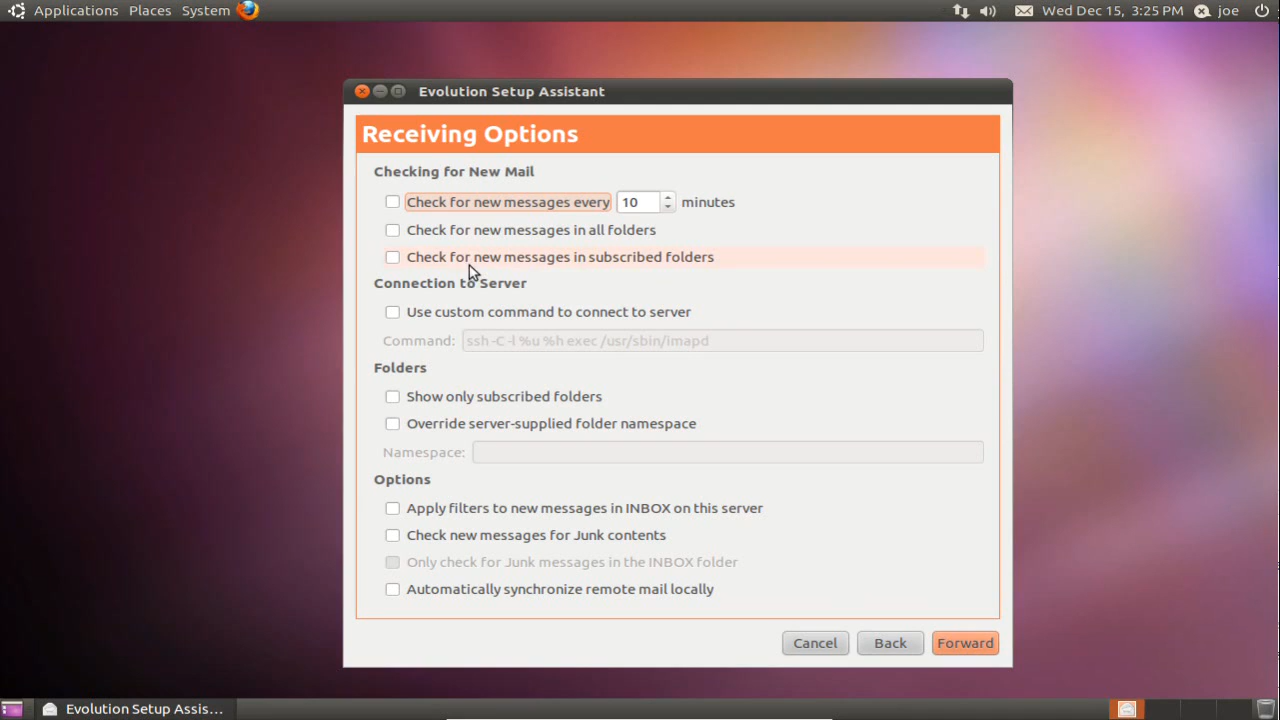 Applications Places System Wed Dec 15, 3:25 PM joe
Evolution Setup Assistant
Receiving Options
Checking for New Mail
Check for new messages every 10 minutes
Check for new messages in all folders
Check for new messages in subscribed folders
Connection to Server
Use custom command to connect to server
Command: ssh -C -l %u %h exec /usr/sbin/imapd
Folders
Show only subscribed folders
Override server-supplied folder namespace
Namespace:
Options
Apply filters to new messages in INBOX on this server
Check new messages for Junk contents
Only check for Junk messages in the INBOX folder
Automatically synchronize remote mail locally
Cancel Back Forward
Evolution Setup Assis...